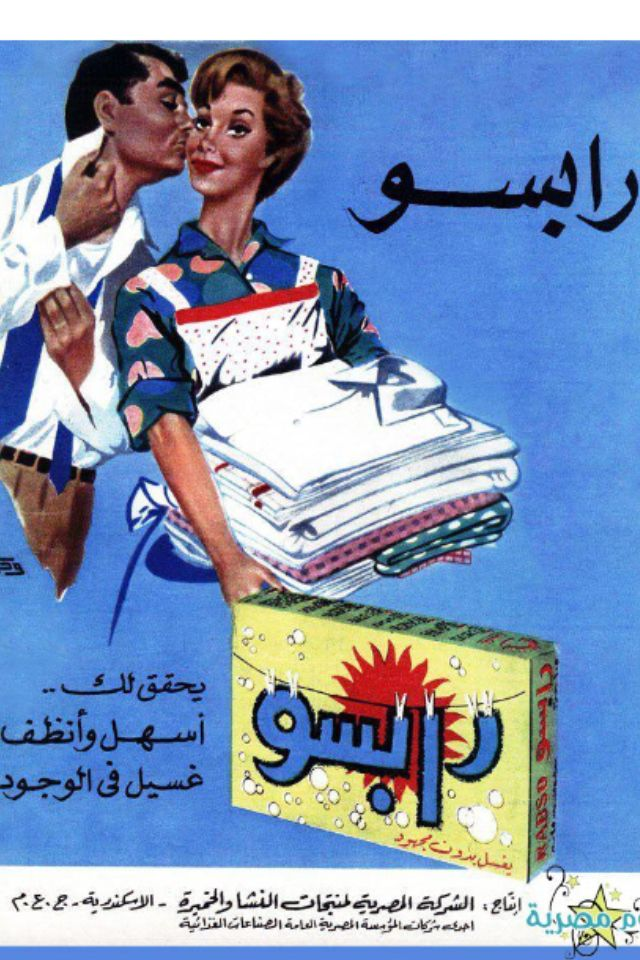 رابسو
يحقق لك..
أسهل وأنظف
غسيل في الوجود
رابسو
رابسو
RABSO
يغسل بدون مجهود
إنتاج: الشركة المصرية لمنتجات النشا والخميرة - الاسكندرية - ج.ع.م
احدى شركات المؤسسة المصرية العامة للصناعات الغذائية
مصرية